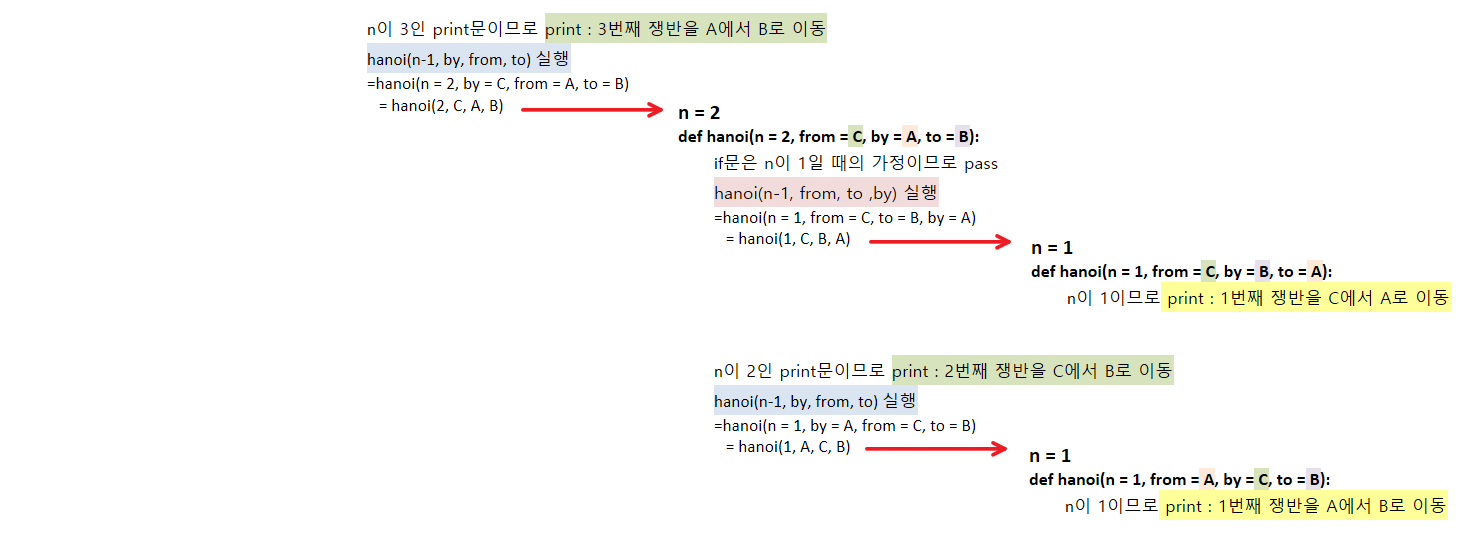 n이 3인 print문이므로 print : 3번째 쟁반을 A에서 B로 이동
hanoi(n-1, by, from, to) 실행
=hanoi(n = 2, by = C, from = A, to = B)
= hanoi(2, C, A, B)
n = 2
def hanoi(n = 2, from = C, by = A, to = B):
if문은 n이 1일 때의 가정이므로 pass
hanoi(n-1, from, to ,by) 실행
=hanoi(n = 1, from = C, to = B, by = A)
= hanoi(1, C, B, A)
n = 1
def hanoi(n = 1, from = C, by = B, to = A):
n이 1이므로 print : 1번째 쟁반을 C에서 A로 이동
n이 2인 print문이므로 print : 2번째 쟁반을 C에서 B로 이동
hanoi(n-1, by, from, to) 실행
=hanoi(n = 1, by = A, from = C, to = B)
= hanoi(1, A, C, B)
n = 1
def hanoi(n = 1, from = A, by = C, to = B):
n이 1이므로 print : 1번째 쟁반을 A에서 B로 이동